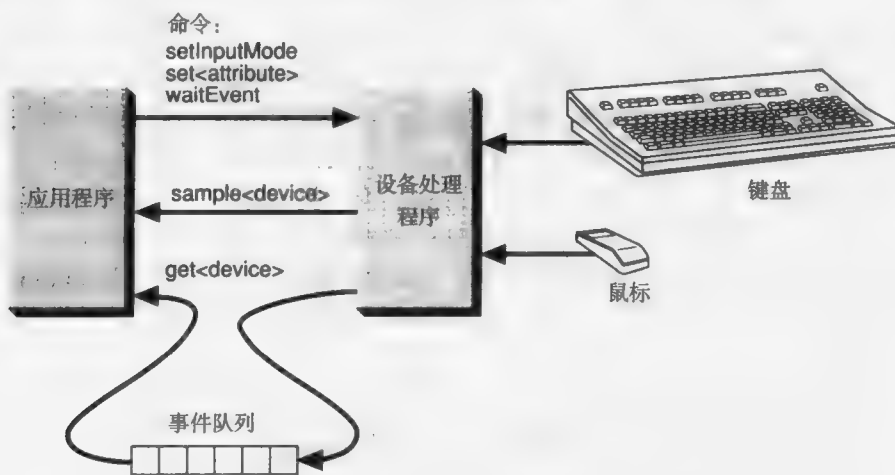 命令：
setInputMode
set<attribute>
waitEvent
应用程序
sample<device>
设备处理
程序
键盘
get<device>
鼠标
事件队列